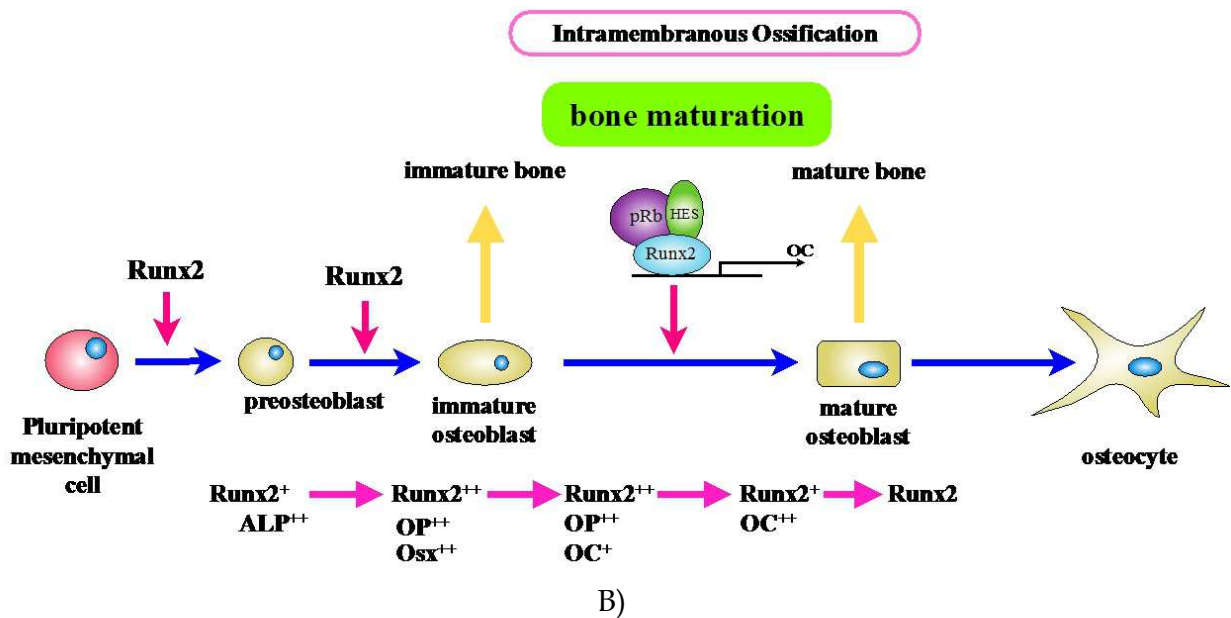 Intramembranous Ossification
bone maturation
immature bone
mature bone
pRb
HES
Runx2
OC
Runx2
Runx2
Pluripotent
mesenchymal
cell
preosteoblast
immature
osteoblast
mature
osteoblast
osteocyte
Runx2⁺ Runx2⁺⁺ Runx2⁺⁺ Runx2⁺ Runx2
ALP⁺⁺ OP⁺⁺ OP⁺⁺ OC⁺⁺
Osx⁺⁺ OC⁺
B)